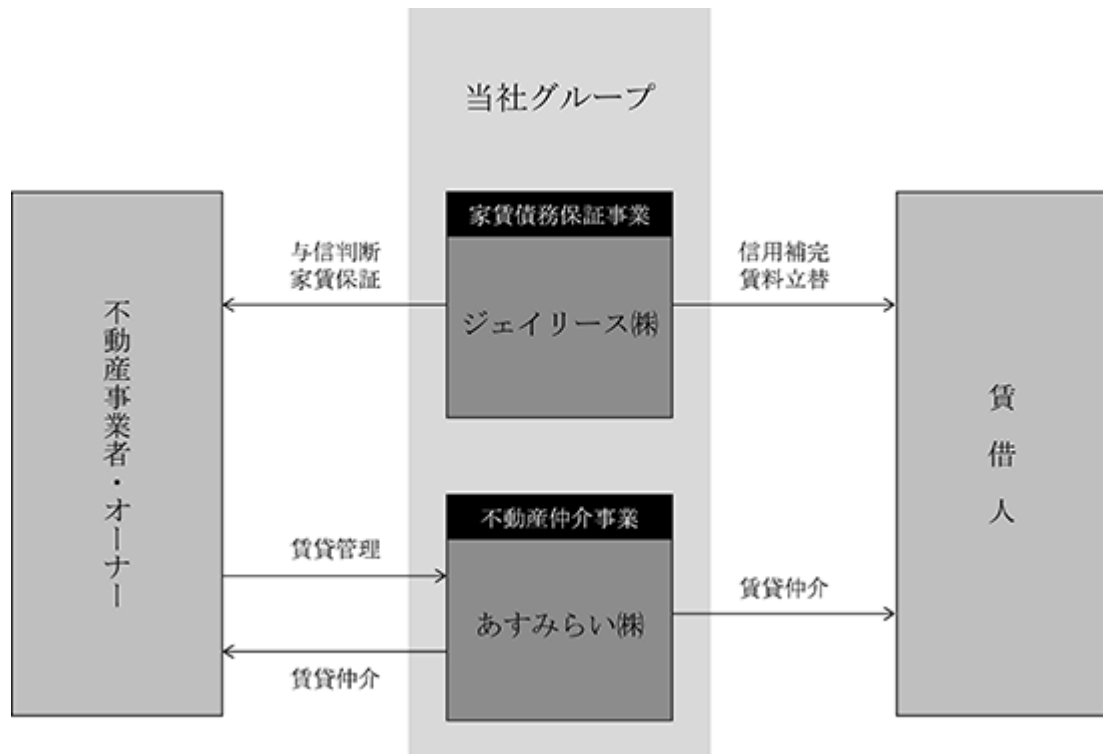 当社グループ
不動産事業者・オーナー
与信判断
家賃保証
家賃債務保証事業
ジェイリース㈱
信用補完
賃料立替
賃貸管理
賃貸仲介
不動産仲介事業
あすみらい㈱
賃貸仲介
賃借人